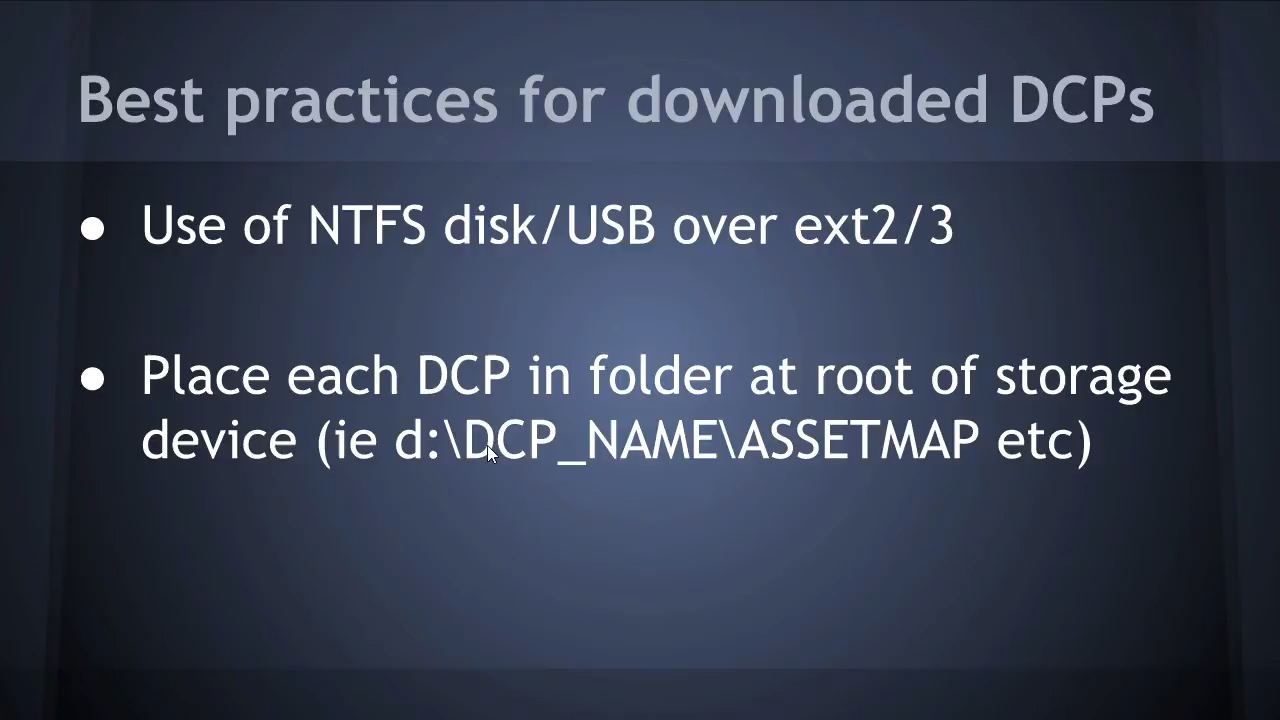 Best practices for downloaded DCPs
● Use of NTFS disk/USB over ext2/3
● Place each DCP in folder at root of storage
device (ie d:\DCP_NAME\ASSETMAP etc)